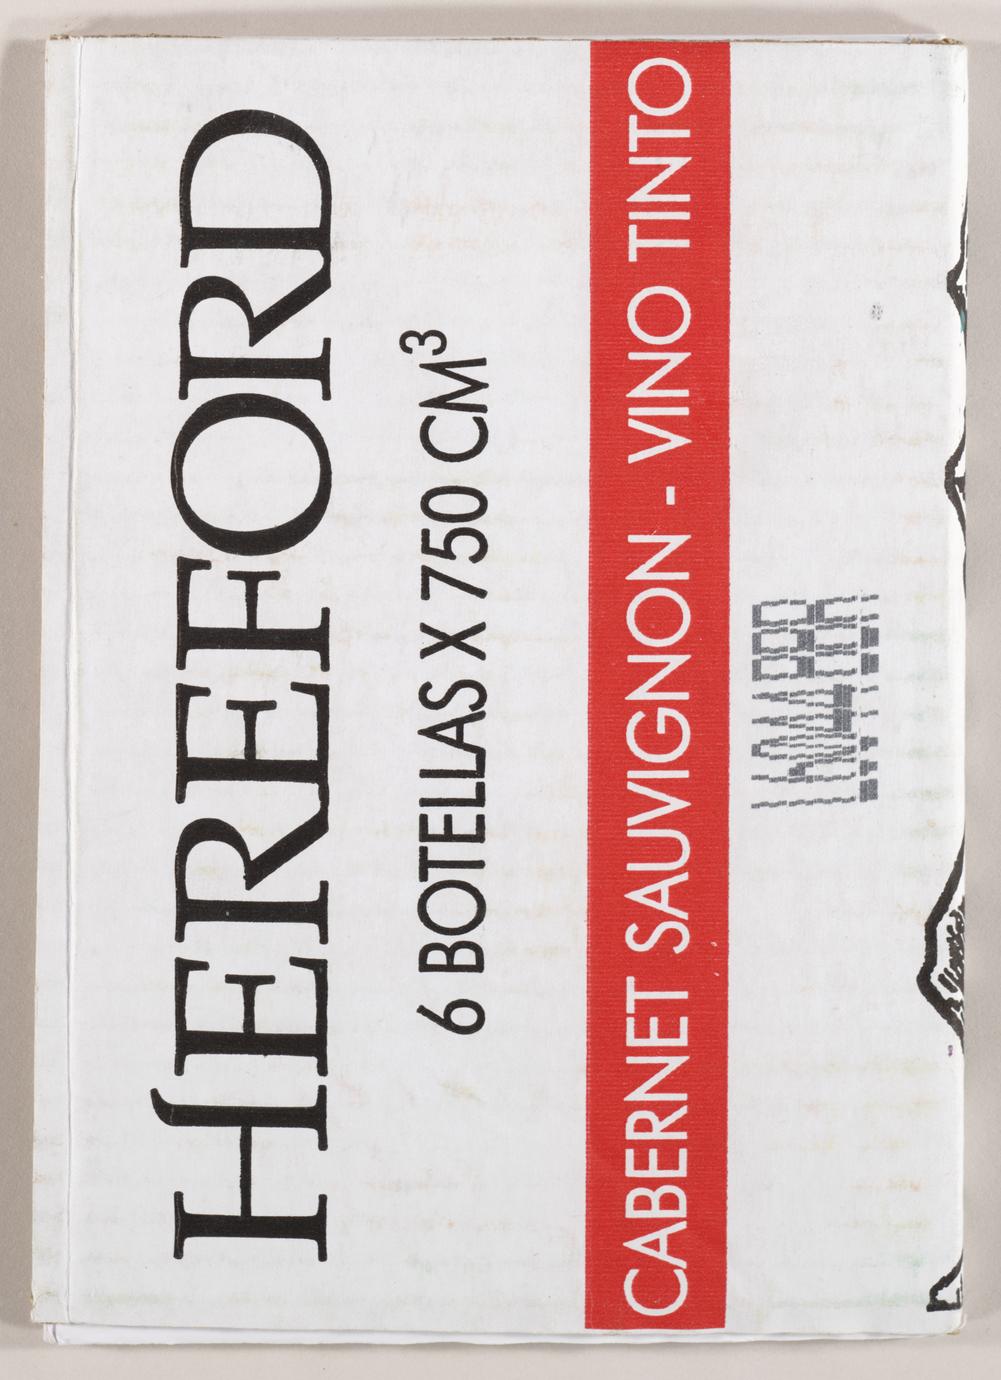 HEREFORD
6 BOTELLAS X 750 CM³
CABERNET SAUVIGNON - VINO TINTO